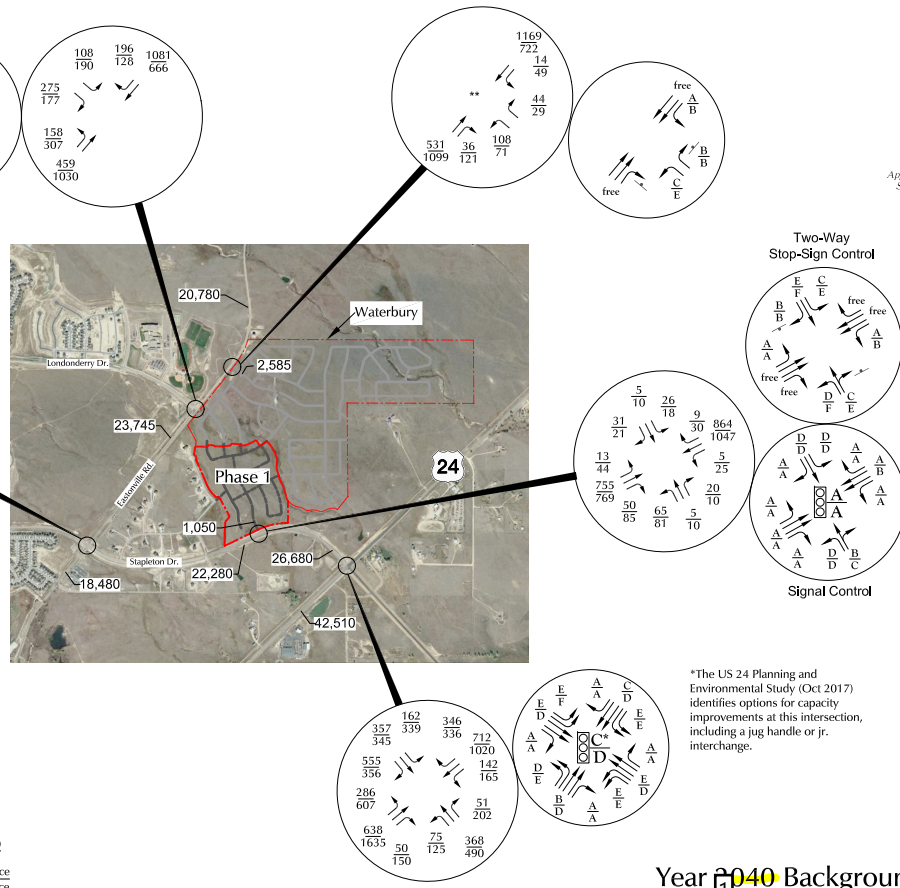 108
190
196
128
1081
666
275
177
158
307
459
1030
1169
722
14
49
**
44
29
531
1099
36
121
108
71
free
A
B
B
B
free
C
E
Two-Way
Stop-Sign Control
E
F
C
E
B
B
free
free
A
A
A
B
free
free
D
F
C
E
20,780
Waterbury
Londonderry Dr.
2,585
23,745
Eastonville Rd.
24
Phase 1
1,050
Stapleton Dr.
26,680
22,280
18,480
42,510
5
10
26
18
31
21
9
30
864
1047
13
44
5
25
755
769
20
10
50
85
65
81
5
10
D
D
D
D
A
A
A
A
A
B
A
A
A
A
A
A
A
A
A
A
D
D
B
C
Signal Control
*The US 24 Planning and
Environmental Study (Oct 2017)
identifies options for capacity
improvements at this intersection,
including a jug handle or jr.
interchange.
162
339
346
336
357
345
712
1020
555
356
142
165
286
607
51
202
638
1635
50
150
75
125
368
490
E
F
A
A
C
D
E
D
E
E
A
A
C*
D
A
A
D
E
E
D
B
D
A
A
E
E
Year 2040